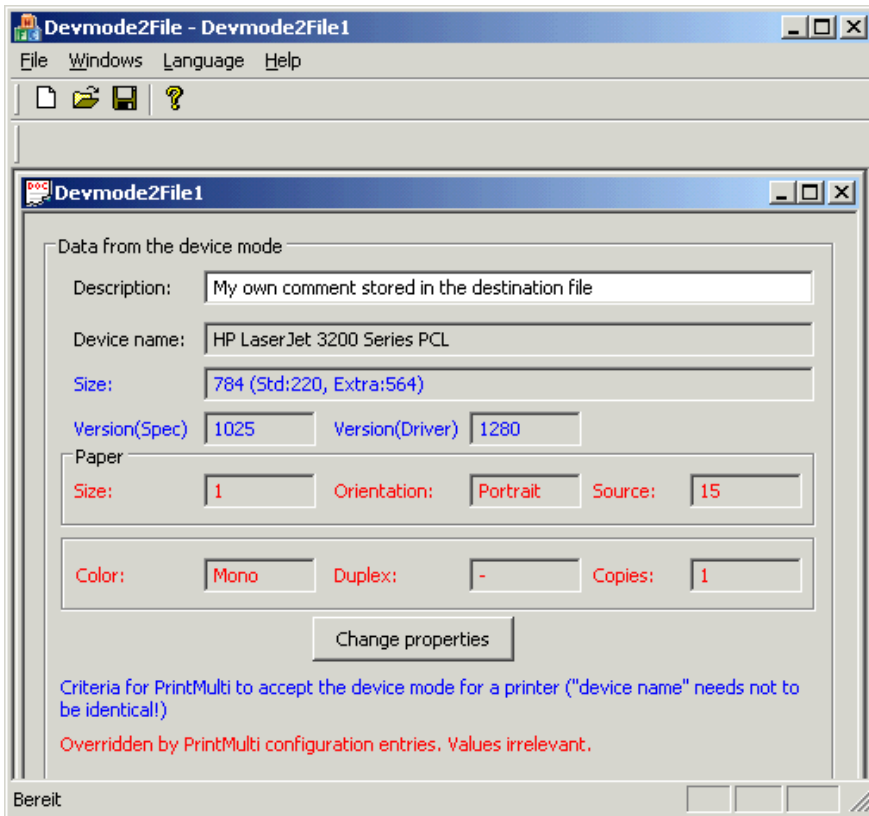 Devmode2File - Devmode2File1
File Windows Language Help
DOC Devmode2File1
Data from the device mode
Description: My own comment stored in the destination file
Device name: HP LaserJet 3200 Series PCL
Size: 784 (Std:220, Extra:564)
Version(Spec) 1025 Version(Driver) 1280
Paper
Size: 1 Orientation: Portrait Source: 15
Color: Mono Duplex: - Copies: 1
Change properties
Criteria for PrintMulti to accept the device mode for a printer ("device name" needs not to
be identical!)
Overridden by PrintMulti configuration entries. Values irrelevant.
Bereit